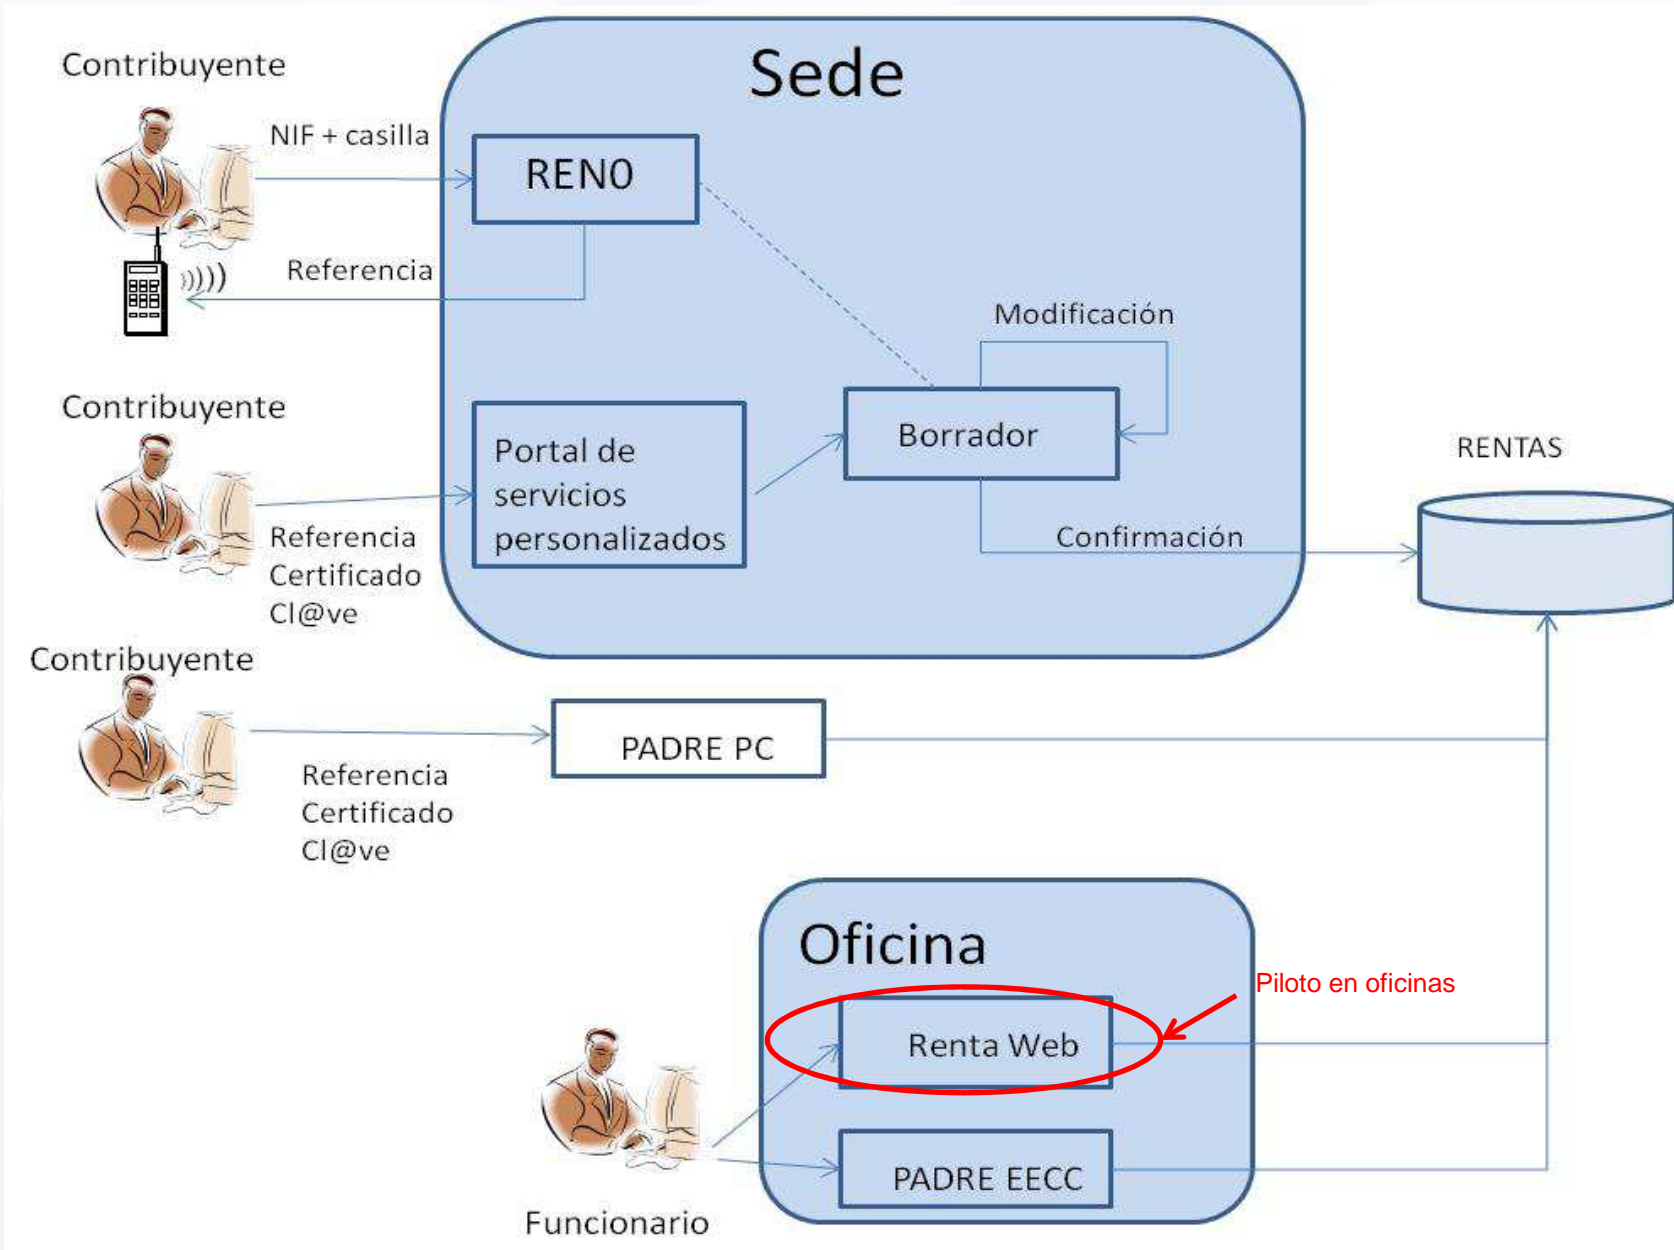 Sede
Contribuyente
NIF + casilla
REN0
Referencia
Modificación
Contribuyente
Borrador
Portal de
servicios
personalizados
RENTAS
Referencia
Certificado
Cl@ve
Confirmación
Contribuyente
PADRE PC
Referencia
Certificado
Cl@ve
Oficina
Piloto en oficinas
Renta Web
PADRE EECC
Funcionario